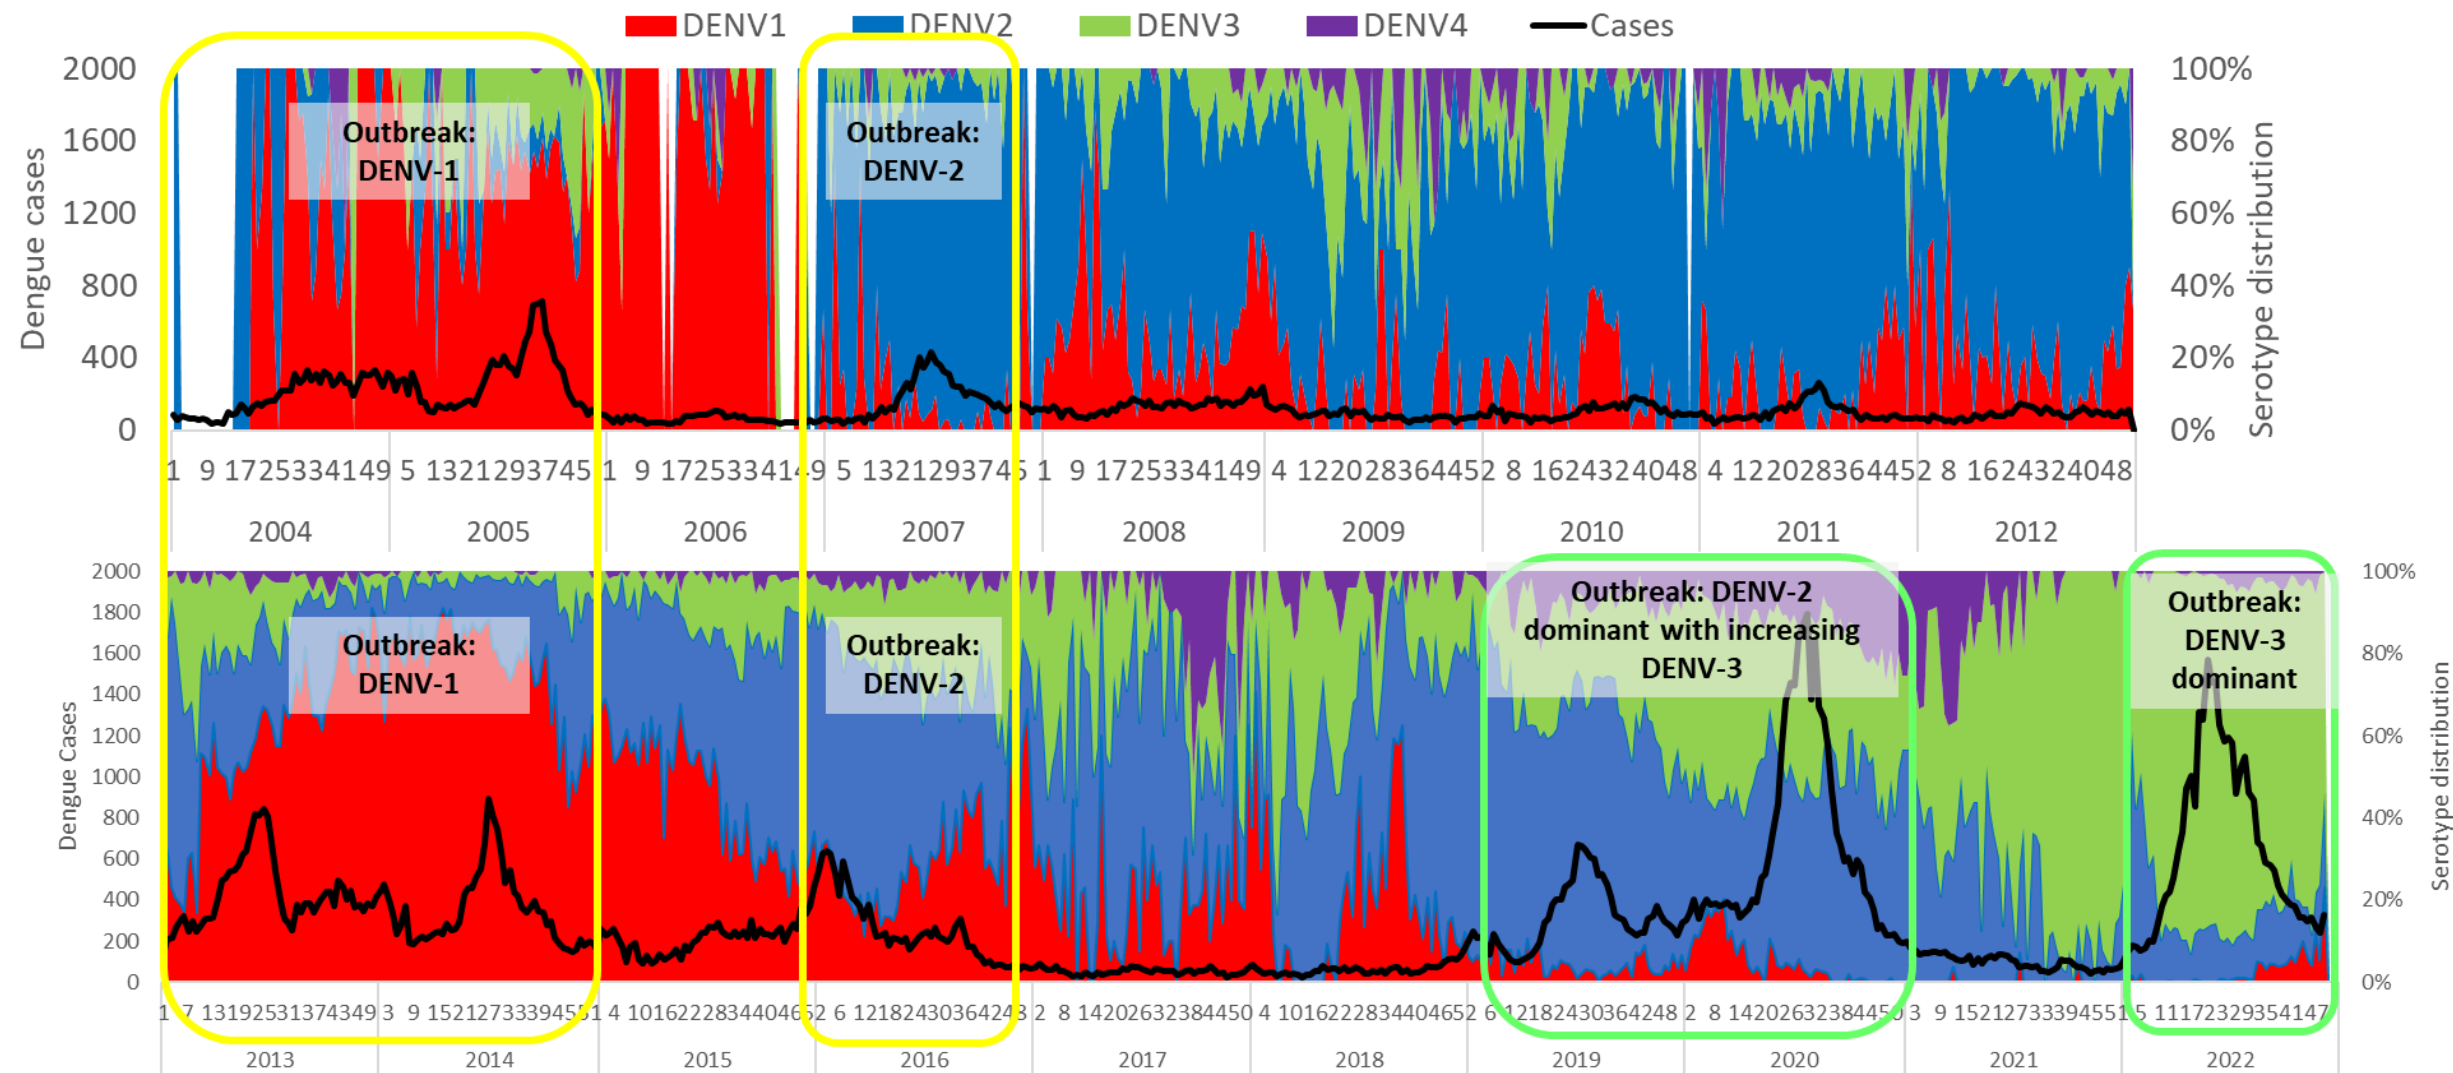 DENV1 DENV2 DENV3 DENV4 Cases
Dengue cases
2000
1600
1200
800
400
0
100%
80%
60%
40%
20%
0%
Serotype distribution
Outbreak:
DENV-1
Outbreak:
DENV-2
2004 2005 2006 2007 2008 2009 2010 2011 2012
Dengue Cases
2000
1800
1600
1400
1200
1000
800
600
400
200
0
100%
80%
60%
40%
20%
0%
Serotype distribution
Outbreak:
DENV-1
Outbreak:
DENV-2
Outbreak: DENV-2
dominant with increasing
DENV-3
Outbreak:
DENV-3
dominant
2013 2014 2015 2016 2017 2018 2019 2020 2021 2022